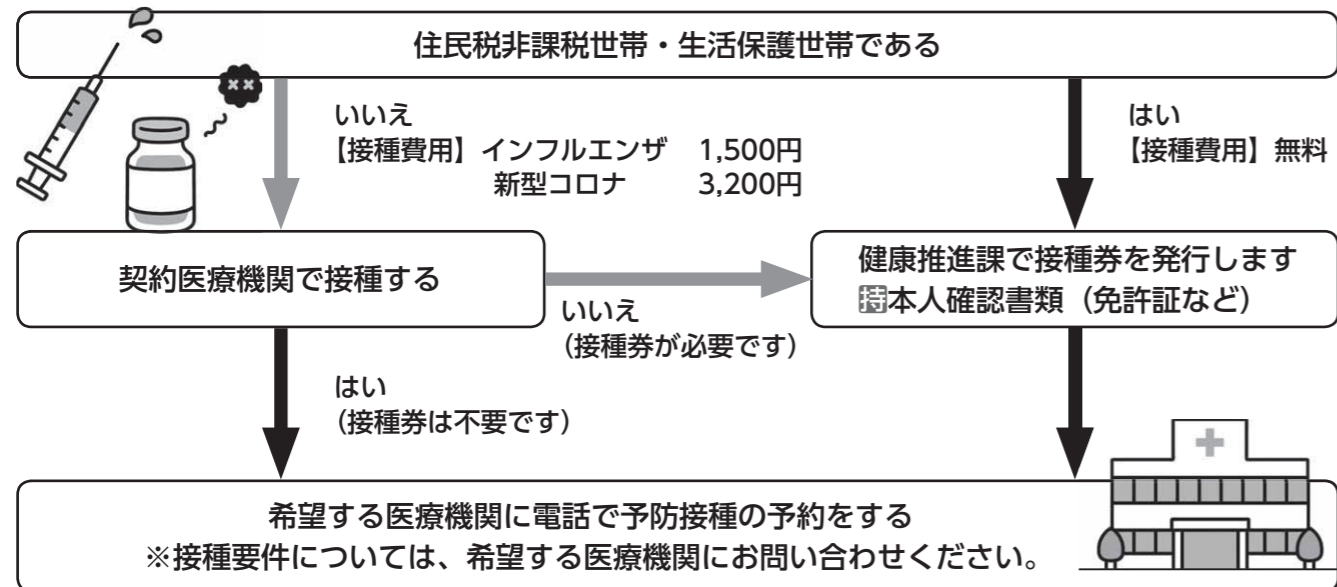 住民税非課税世帯・生活保護世帯である
いいえ
【接種費用】インフルエンザ 1,500円
新型コロナ 3,200円
はい
【接種費用】無料
契約医療機関で接種する
いいえ
(接種券が必要です)
健康推進課で接種券を発行します
持本人確認書類(免許証など)
はい
(接種券は不要です)
希望する医療機関に電話で予防接種の予約をする
※接種要件については、希望する医療機関にお問い合わせください。